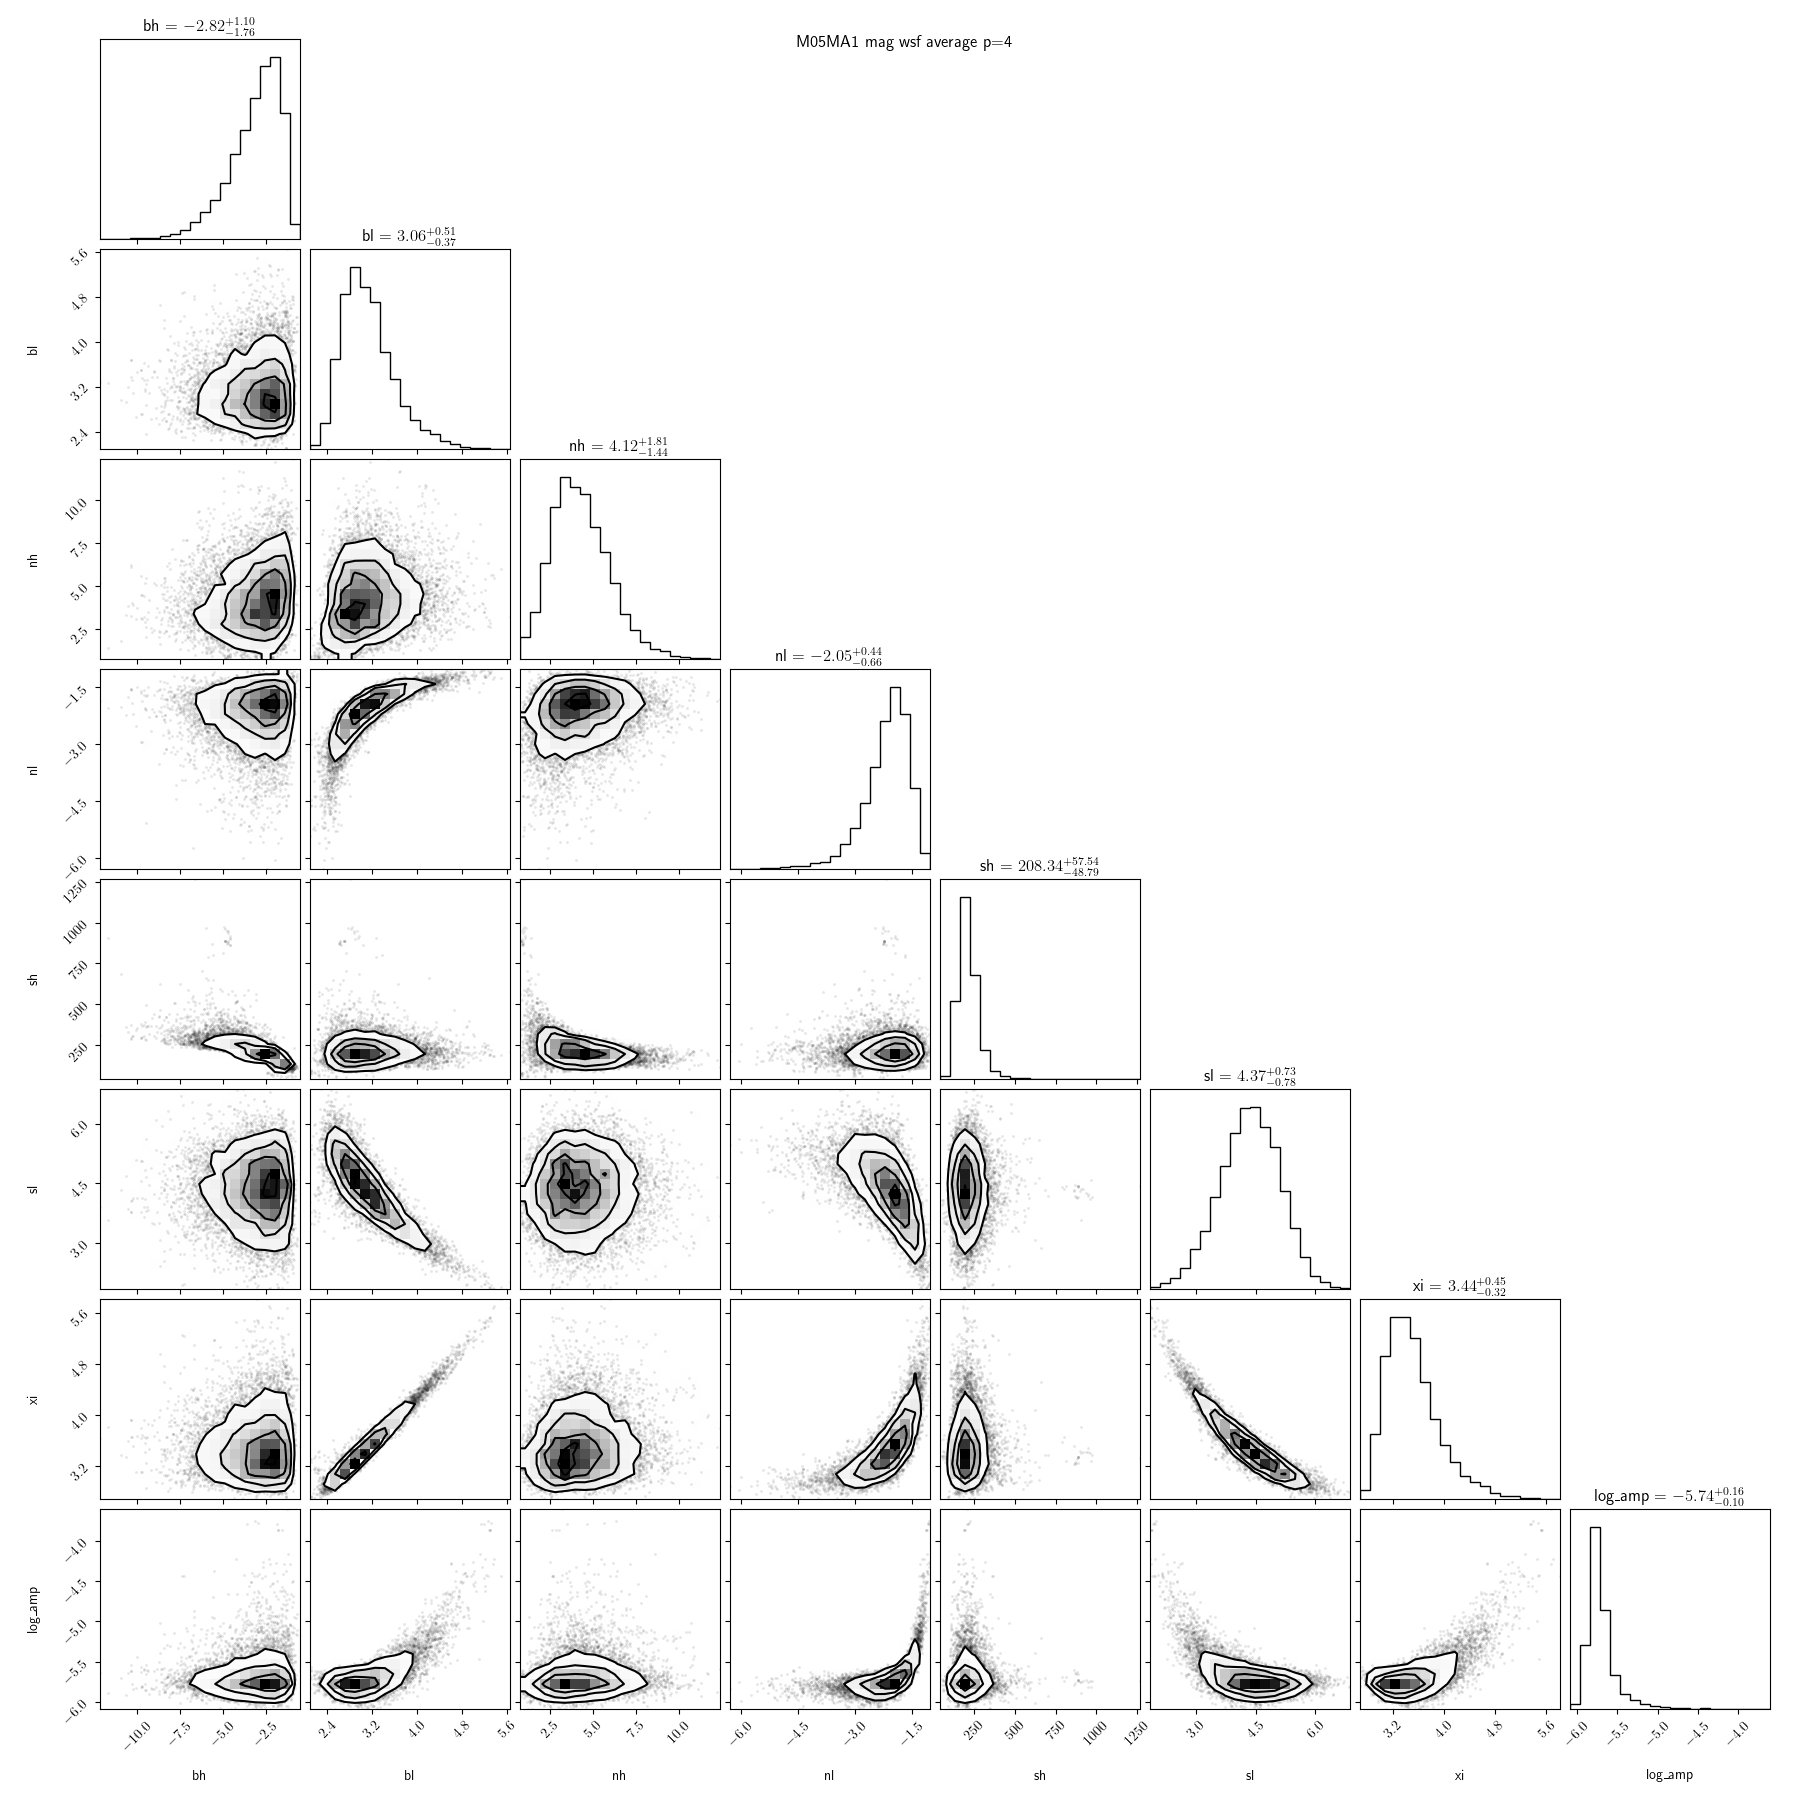 M05MA1 mag wsf average p=4
bh = −2.82+1.10 −1.76
bl = 3.06+0.51 −0.37
5.6
4.8
4.0
3.2
2.4
bl
nh = 4.12+1.81 −1.44
10.0
7.5
5.0
2.5
nh
nl = −2.05+0.44 −0.66
−1.5
−3.0
−4.5
−6.0
nl
sh = 208.34+57.54 −48.79
1250
1000
750
500
250
sh
sl = 4.37+0.73 −0.78
6.0
4.5
3.0
sl
xi = 3.44+0.45 −0.32
5.6
4.8
4.0
3.2
xi
log_amp = −5.74+0.16 −0.10
−4.0
−4.5
−5.0
−5.5
−6.0
log_amp
−10.0 −7.5 −5.0 −2.5
2.4 3.2 4.0 4.8 5.6
2.5 5.0 7.5 10.0
−6.0 −4.5 −3.0 −1.5
250 500 750 1000 1250
3.0 4.5 6.0
3.2 4.0 4.8 5.6
−6.0 −5.5 −5.0 −4.5 −4.0
bh bl nh nl sh sl xi log_amp